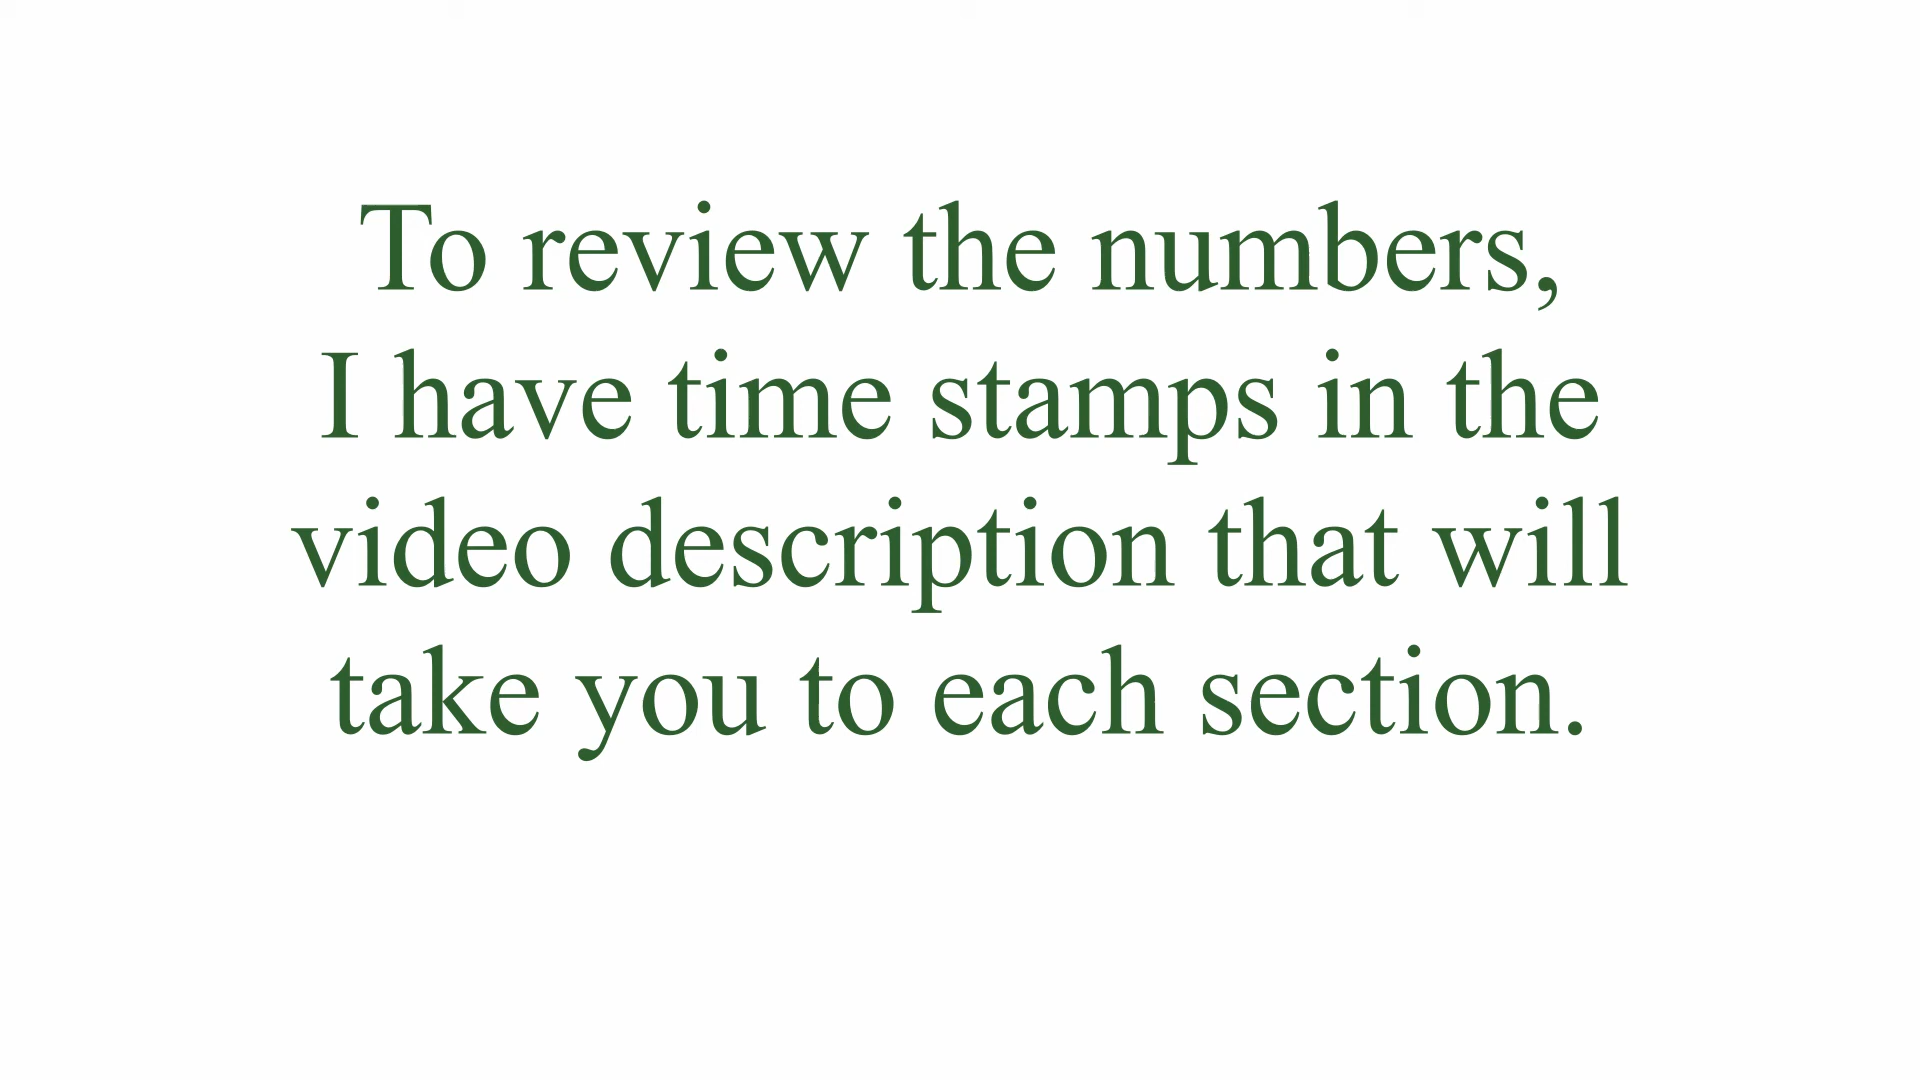 To review the numbers,
I have time stamps in the
video description that will
take you to each section.